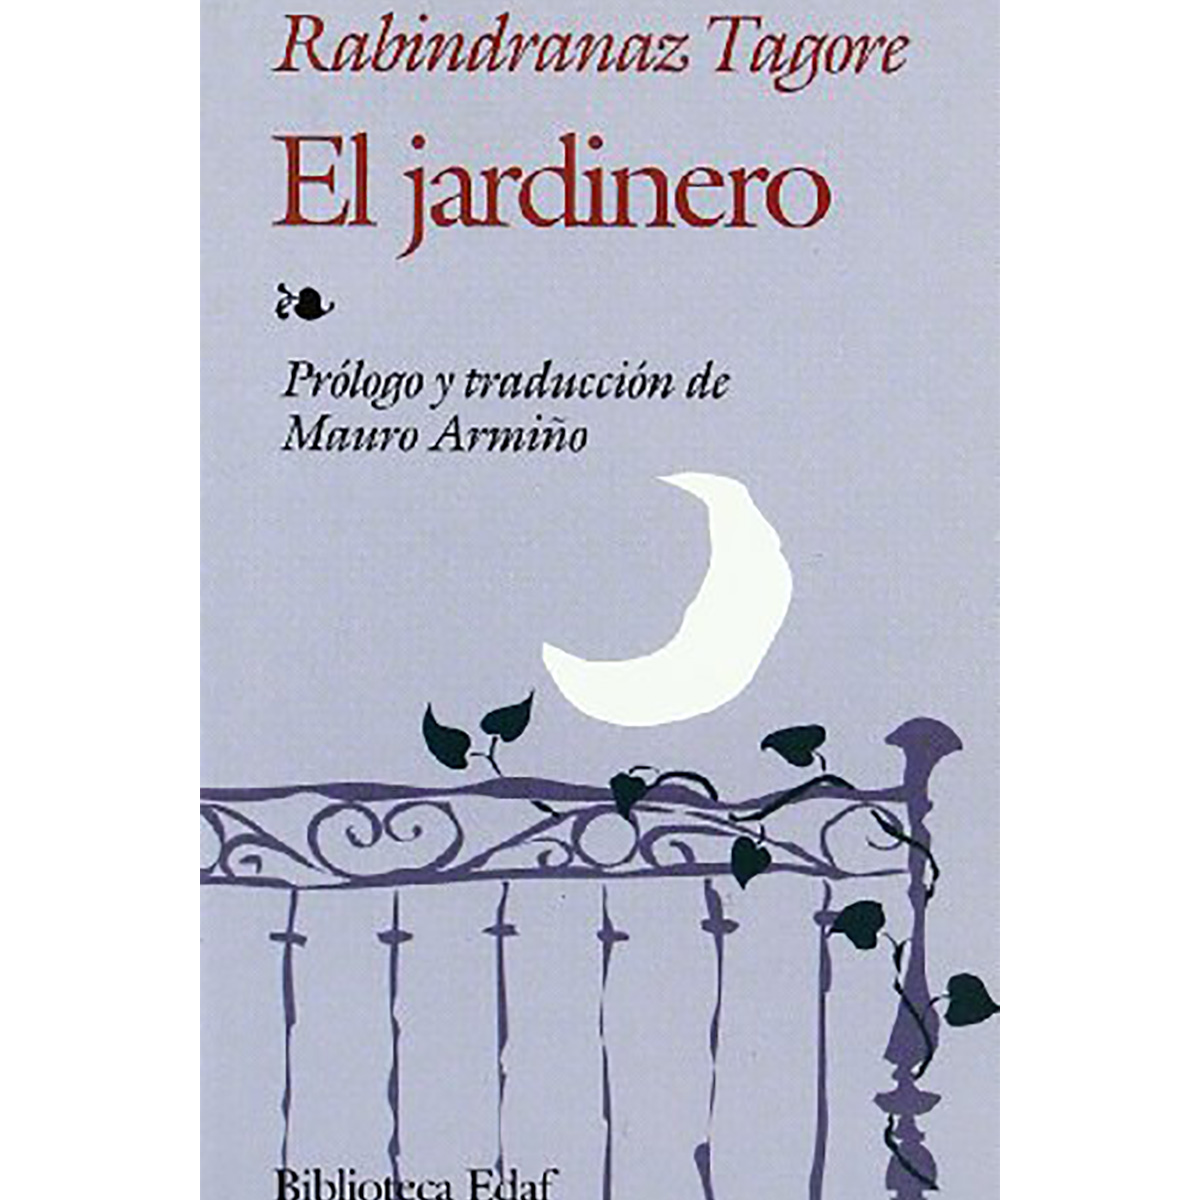 Rabindranaz Tagore
El jardinero
Prólogo y traducción de
Mauro Armiño
Biblioteca Edaf